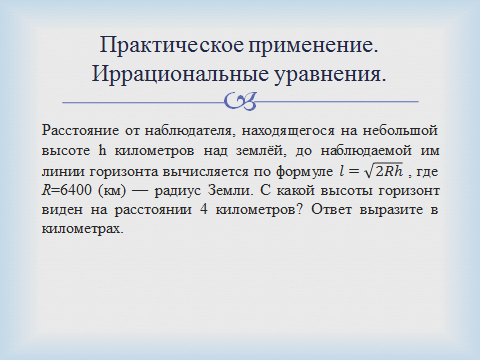 Практическое применение.
Иррациональные уравнения.
Расстояние от наблюдателя, находящегося на небольшой
высоте h километров над землёй, до наблюдаемой им
линии горизонта вычисляется по формуле l = √2Rh , где
R=6400 (км) — радиус Земли. С какой высоты горизонт
виден на расстоянии 4 километров? Ответ выразите в
километрах.